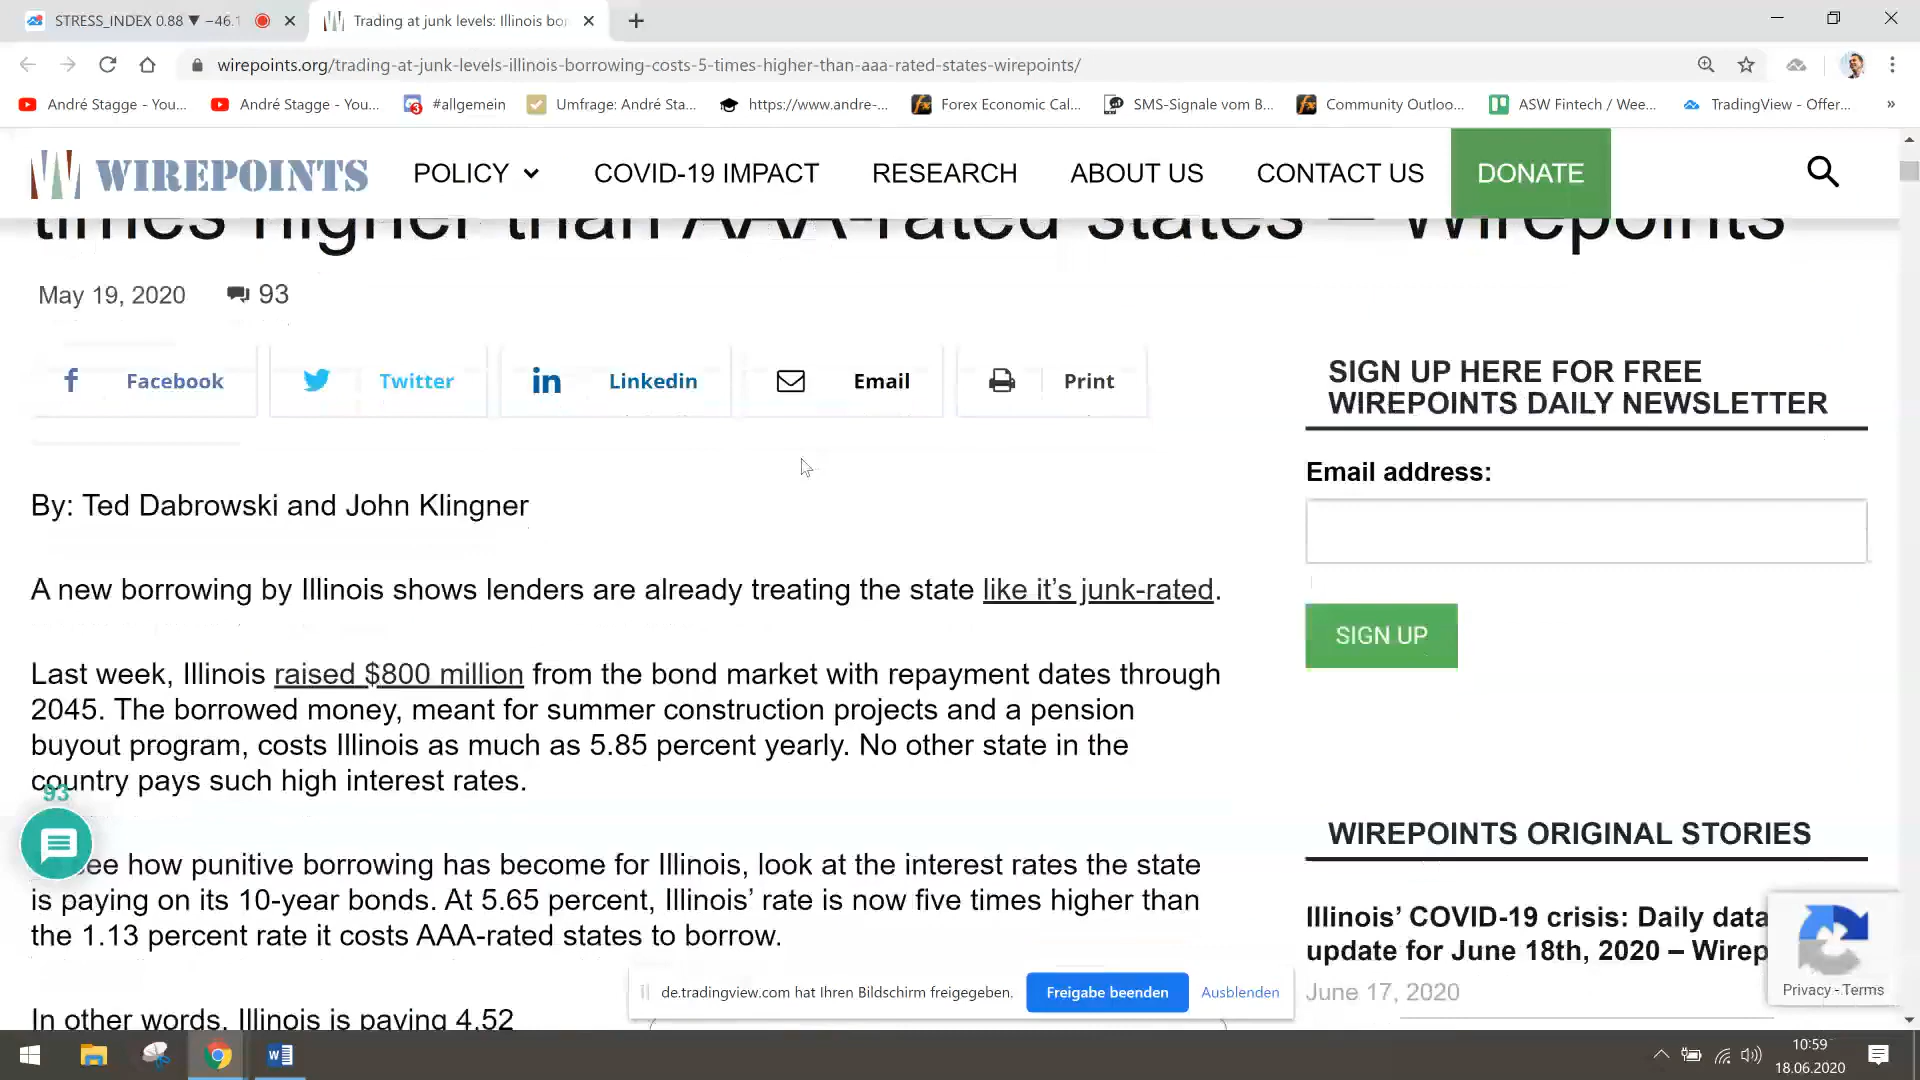 STRESS_INDEX 0.88 ▼ −46.1
Trading at junk levels: Illinois bo
wirepoints.org/trading-at-junk-levels-illinois-borrowing-costs-5-times-higher-than-aaa-rated-states-wirepoints/
André Stagge - You...
André Stagge - You...
#allgemein
Umfrage: André Sta...
https://www.andre-...
Forex Economic Cal...
SMS-Signale vom B...
Community Outloo...
ASW Fintech / Wee...
TradingView - Offer...
»
WIREPOINTS
POLICY
COVID-19 IMPACT
RESEARCH
ABOUT US
CONTACT US
DONATE
times higher than AAA-rated states – Wirepoints
May 19, 2020
93
Facebook
Twitter
Linkedin
Email
Print
By: Ted Dabrowski and John Klingner
A new borrowing by Illinois shows lenders are already treating the state like it’s junk-rated.
Last week, Illinois raised $800 million from the bond market with repayment dates through
2045. The borrowed money, meant for summer construction projects and a pension
buyout program, costs Illinois as much as 5.85 percent yearly. No other state in the
country pays such high interest rates.
93
ee how punitive borrowing has become for Illinois, look at the interest rates the state
is paying on its 10-year bonds. At 5.65 percent, Illinois’ rate is now five times higher than
the 1.13 percent rate it costs AAA-rated states to borrow.
In other words, Illinois is paying 4.52
SIGN UP HERE FOR FREE
WIREPOINTS DAILY NEWSLETTER
Email address:
SIGN UP
WIREPOINTS ORIGINAL STORIES
Illinois’ COVID-19 crisis: Daily data
update for June 18th, 2020 – Wirep
June 17, 2020
Privacy - Terms
de.tradingview.com hat Ihren Bildschirm freigegeben.
Freigabe beenden
Ausblenden
10:59
18.06.2020